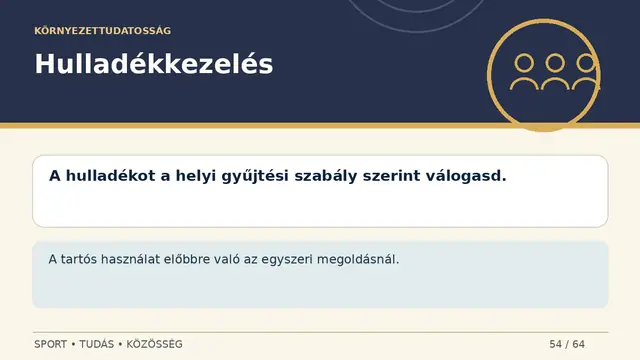 KÖRNYEZETTUDATOSSÁG
Hulladékkezelés
A hulladékot a helyi gyűjtési szabály szerint válogasd.
A tartós használat előbbre való az egyszeri megoldásnál.
SPORT • TUDÁS • KÖZÖSSÉG
54 / 64